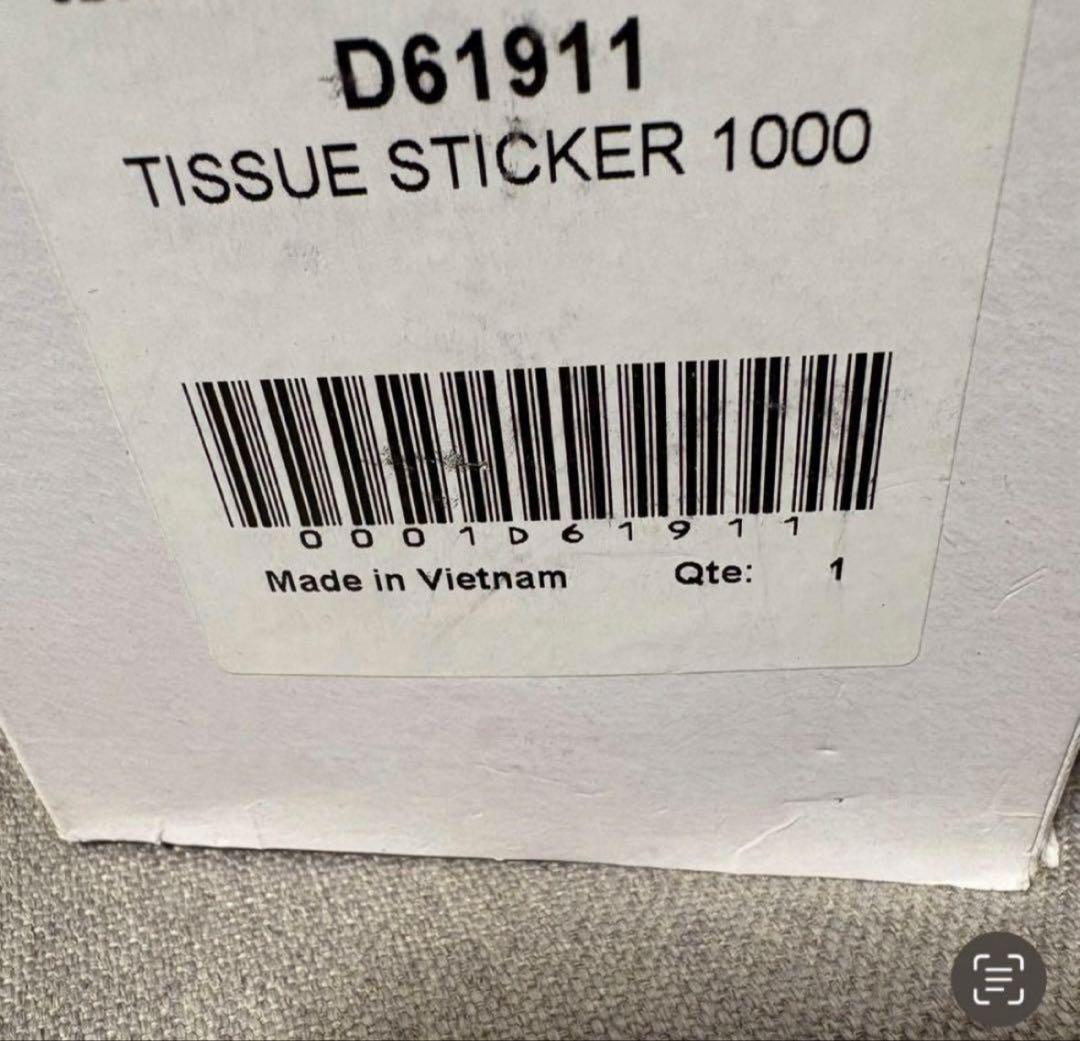 D61911
TISSUE STICKER 1000
0001D61911
Made in Vietnam Qte: 1